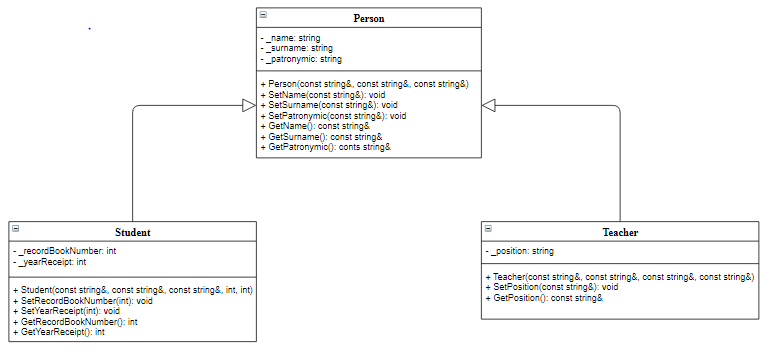 Person
- _name: string
- _surname: string
- _patronymic: string
+ Person(const string&, const string&, const string&)
+ SetName(const string&): void
+ SetSurname(const string&): void
+ SetPatronymic(const string&): void
+ GetName(): const string&
+ GetSurname(): const string&
+ GetPatronymic(): conts string&
Student
- _recordBookNumber: int
- _yearReceipt: int
+ Student(const string&, const string&, const string&, int, int)
+ SetRecordBookNumber(int): void
+ SetYearReceipt(int): void
+ GetRecordBookNumber(): int
+ GetYearReceipt(): int
Teacher
- _position: string
+ Teacher(const string&, const string&, const string&, const string&)
+ SetPosition(const string&): void
+ GetPosition(): const string&